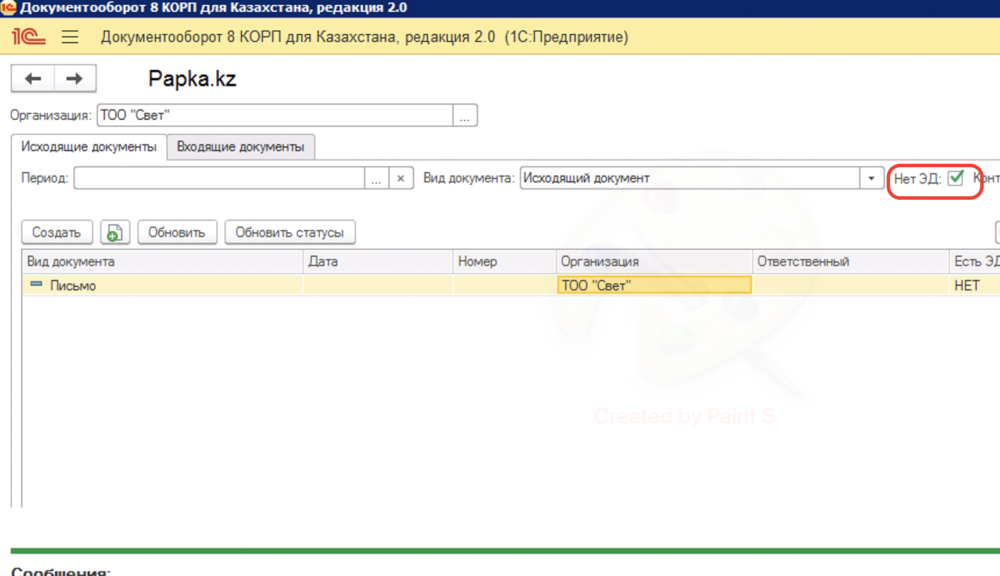 Документооборот 8 КОРП для Казахстана, редакция 2.0
1С Документооборот 8 КОРП для Казахстана, редакция 2.0 (1С:Предприятие)
Papka.kz
Организация: ТОО "Свет" ...
Исходящие документы Входящие документы
Период: ... × Вид документа: Исходящий документ Нет ЭД: Конт
Создать Обновить Обновить статусы
Вид документа Дата Номер Организация Ответственный Есть ЭД
Письмо ТОО "Свет" НЕТ
Created by Paint S
Сообщения: